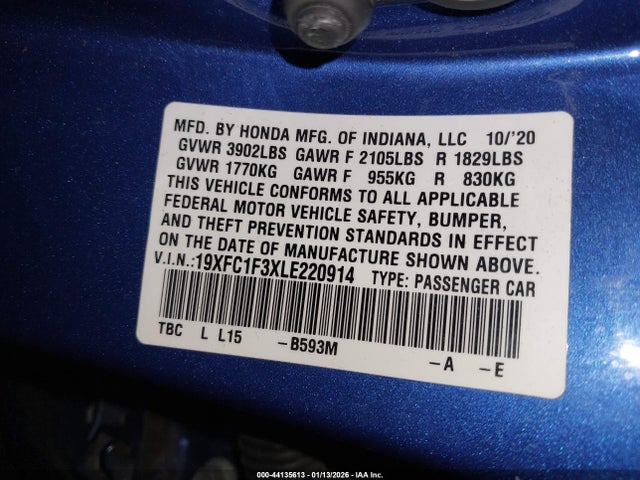 MFD. BY HONDA MFG. OF INDIANA, LLC 10/'20
GVWR 3902LBS GAWR F 2105LBS R 1829LBS
GVWR 1770KG GAWR F 955KG R 830KG
THIS VEHICLE CONFORMS TO ALL APPLICABLE
FEDERAL MOTOR VEHICLE SAFETY, BUMPER,
AND THEFT PREVENTION STANDARDS IN EFFECT
ON THE DATE OF MANUFACTURE SHOWN ABOVE.
V.I.N.:19XFC1F3XLE220914 TYPE: PASSENGER CAR
TBC L L15 -B593M -A -E
000-44135613 - 01/13/2026 - IAA Inc.